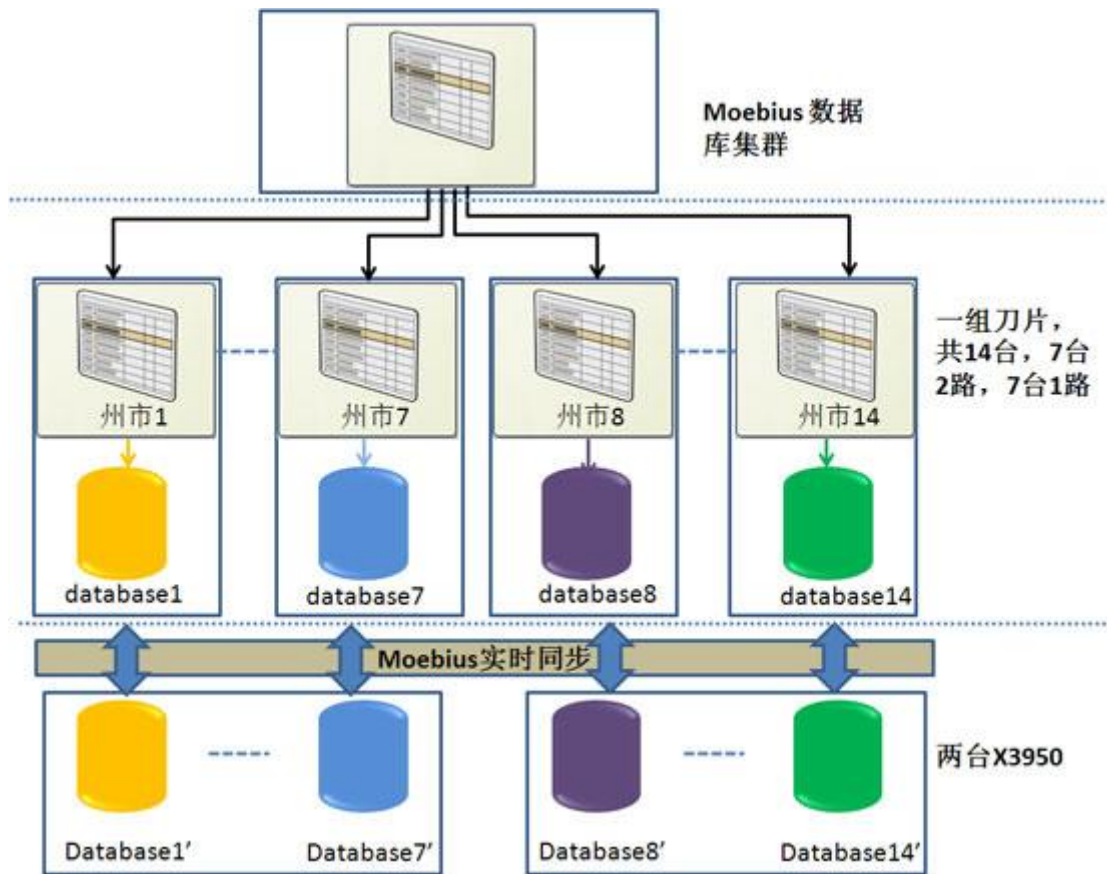 Moebius 数据
库集群
州市1
州市7
州市8
州市14
一组刀片，
共14台，7台
2路，7台1路
database1
database7
database8
database14
Moebius实时同步
两台X3950
Database1’
Database7’
Database8’
Database14’